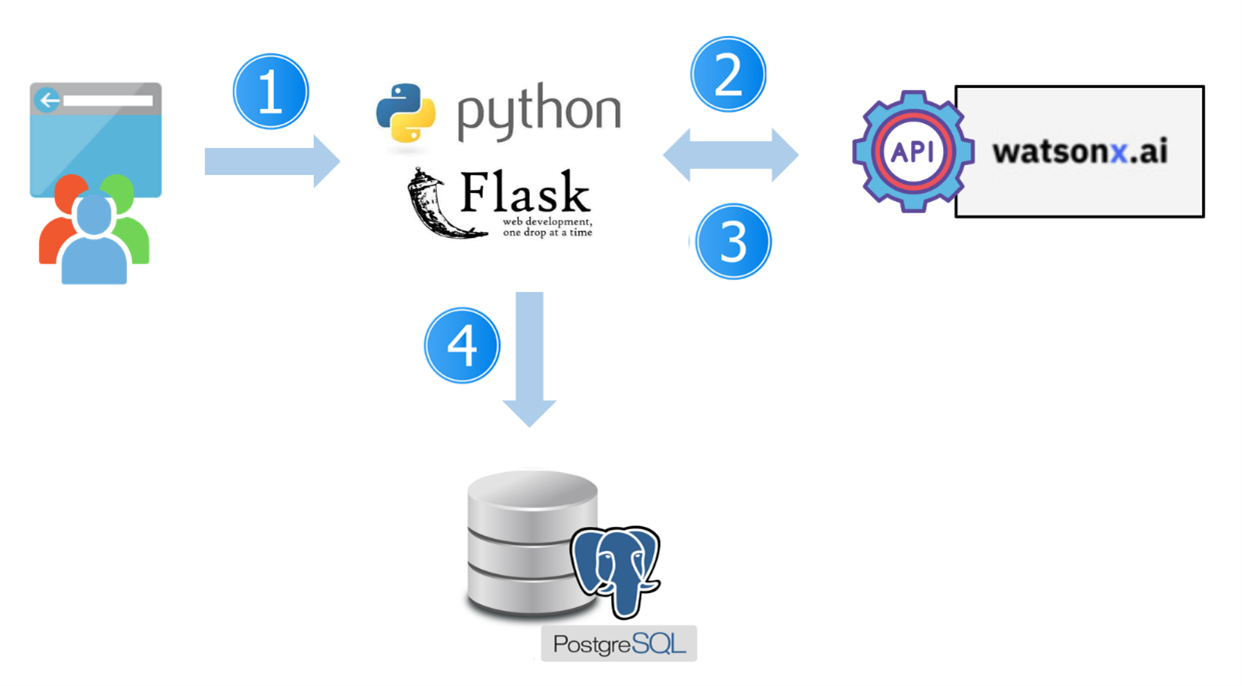 1
2
python
API
watsonx.ai
Flask
web development,
one drop at a time
3
4
PostgreSQL